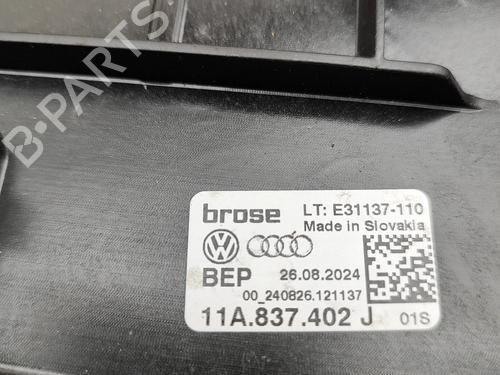 B-PARTS
brose LT: E31137-110
Made in Slovakia
BEP 26.08.2024
00_240826.121137
11A.837.402 J 01S